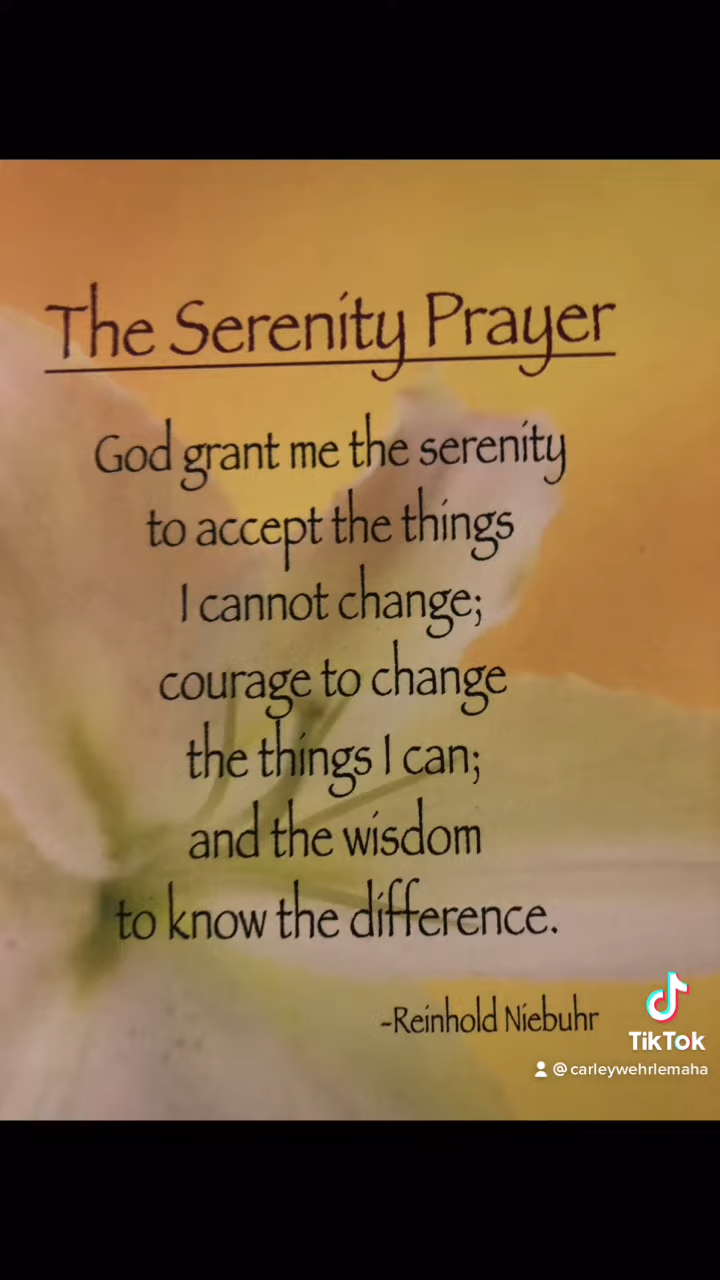 The Serenity Prayer
God grant me the serenity
to accept the things
I cannot change;
courage to change
the things I can;
and the wisdom
to know the difference.
-Reinhold Niebuhr
TikTok
@carleywehrlemaha